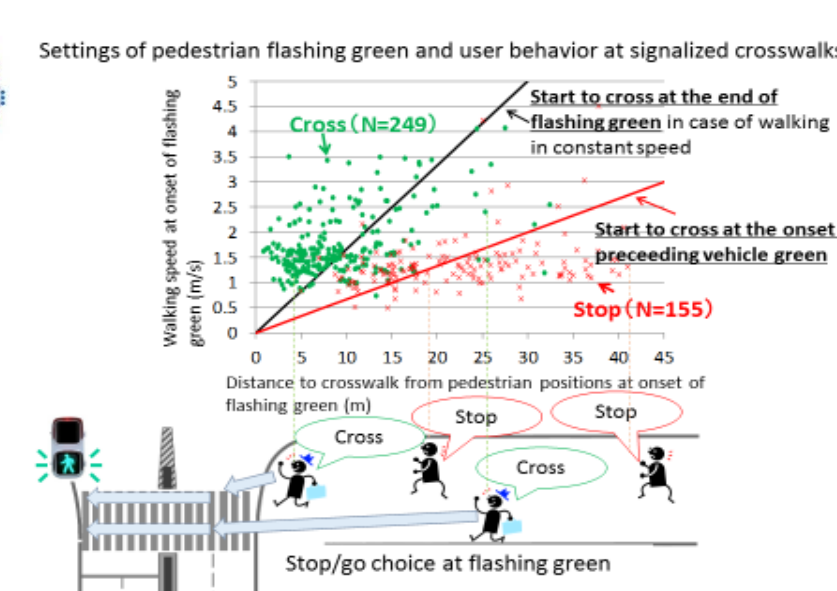 Settings of pedestrian flashing green and user behavior at signalized crosswalks
Walking speed at onset of flashing
green (m/s)
5
4.5
4
3.5
3
2.5
2
1.5
1
0.5
0
Cross(N=249)
Start to cross at the end of
flashing green in case of walking
in constant speed
Start to cross at the onset
preceeding vehicle green
Stop(N=155)
0 5 10 15 20 25 30 35 40 45
Distance to crosswalk from pedestrian positions at onset of
flashing green (m)
Cross
Stop
Stop
Cross
Stop/go choice at flashing green